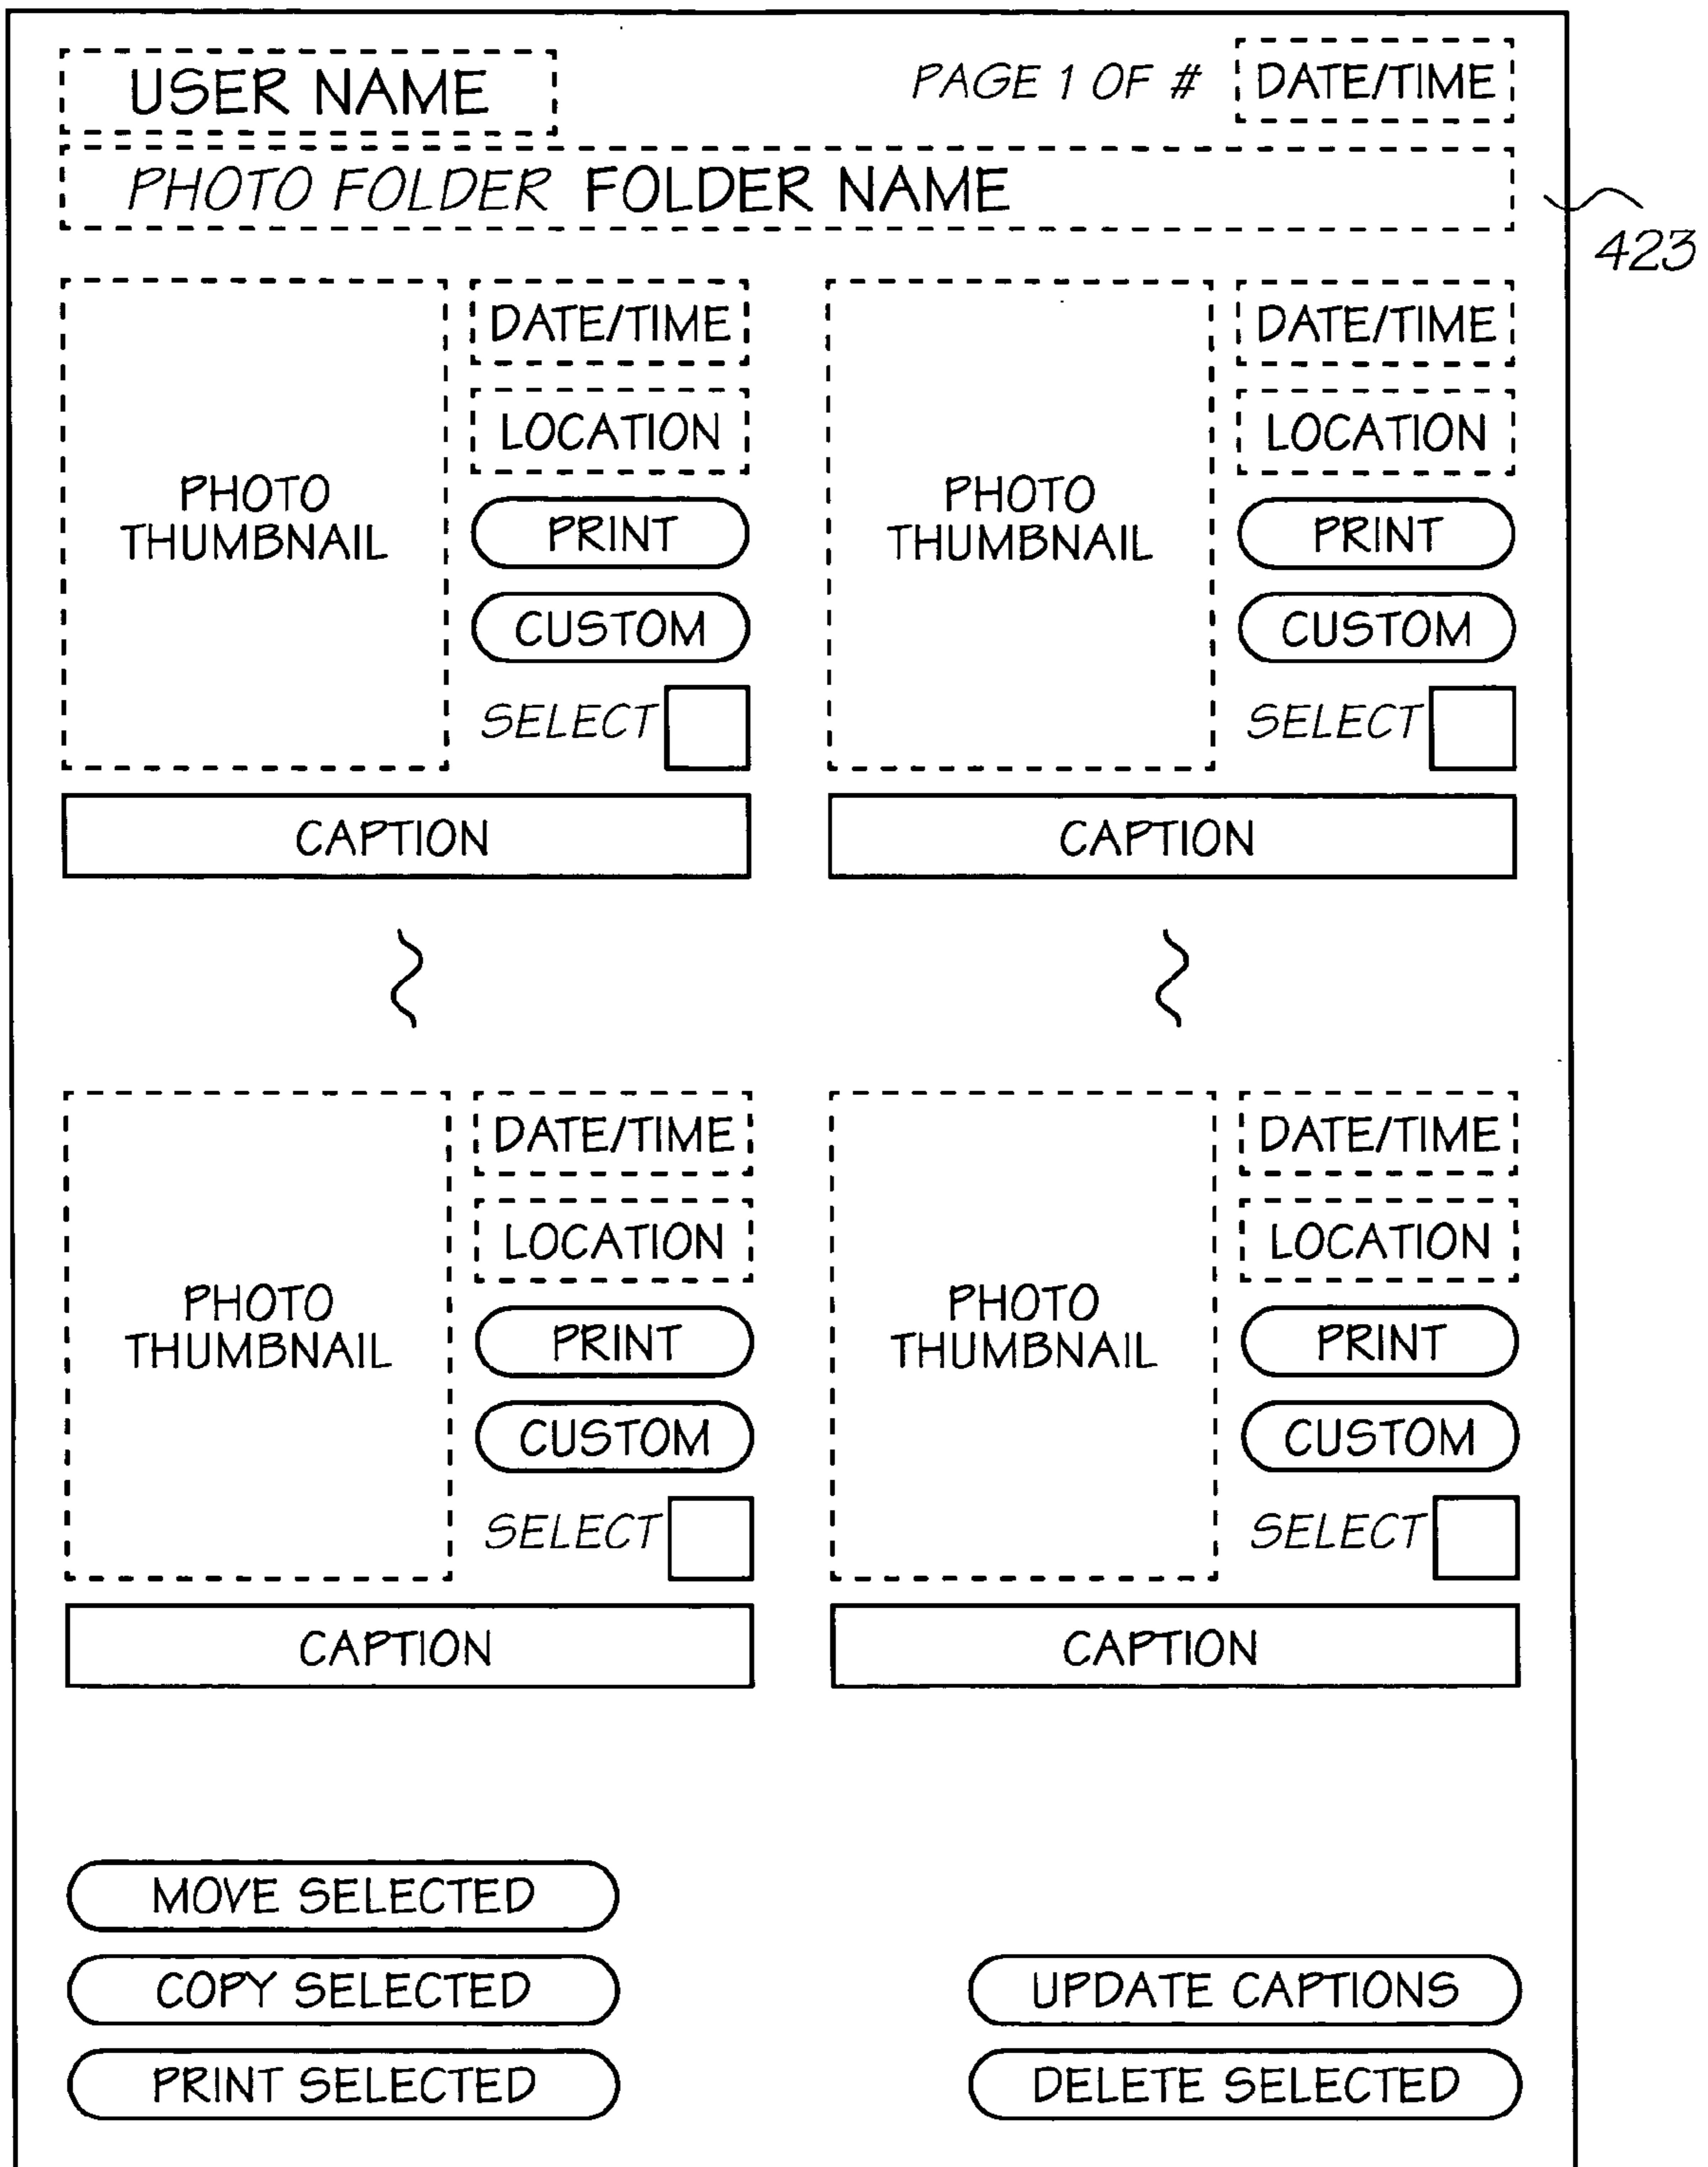 USER NAME PAGE 1 OF # DATE/TIME
PHOTO FOLDER FOLDER NAME
423
DATE/TIME DATE/TIME
LOCATION LOCATION
PHOTO PHOTO
THUMBNAIL PRINT THUMBNAIL PRINT
CUSTOM CUSTOM
SELECT SELECT
CAPTION CAPTION
DATE/TIME DATE/TIME
LOCATION LOCATION
PHOTO PHOTO
THUMBNAIL PRINT THUMBNAIL PRINT
CUSTOM CUSTOM
SELECT SELECT
CAPTION CAPTION
MOVE SELECTED
COPY SELECTED UPDATE CAPTIONS
PRINT SELECTED DELETE SELECTED